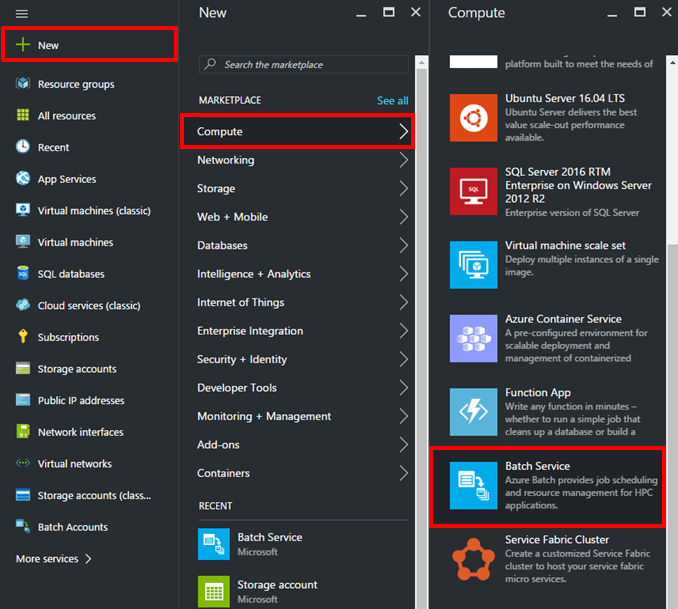 New
Resource groups
All resources
Recent
App Services
Virtual machines (classic)
Virtual machines
SQL databases
Cloud services (classic)
Subscriptions
Storage accounts
Public IP addresses
Network interfaces
Virtual networks
Storage accounts (class...
Batch Accounts
More services
New
Search the marketplace
MARKETPLACE
See all
Compute
Networking
Storage
Web + Mobile
Databases
Intelligence + Analytics
Internet of Things
Enterprise Integration
Security + Identity
Developer Tools
Monitoring + Management
Add-ons
Containers
RECENT
Batch Service
Microsoft
Storage account
Microsoft
Compute
platform built to meet the needs of
Ubuntu Server 16.04 LTS
Ubuntu Server delivers the best
value scale-out performance
available.
SQL
SQL Server 2016 RTM
Enterprise on Windows Server
2012 R2
Enterprise version of SQL Server
Virtual machine scale set
Deploy multiple instances of a single
image.
Azure Container Service
A pre-configured environment for
scalable deployment and
management of containerized
Function App
Write any function in minutes –
whether to run a simple job that
cleans up a database or build a
Batch Service
Azure Batch provides job scheduling
and resource management for HPC
applications.
Service Fabric Cluster
Create a customized Service Fabric
cluster to host your service fabric
micro services.